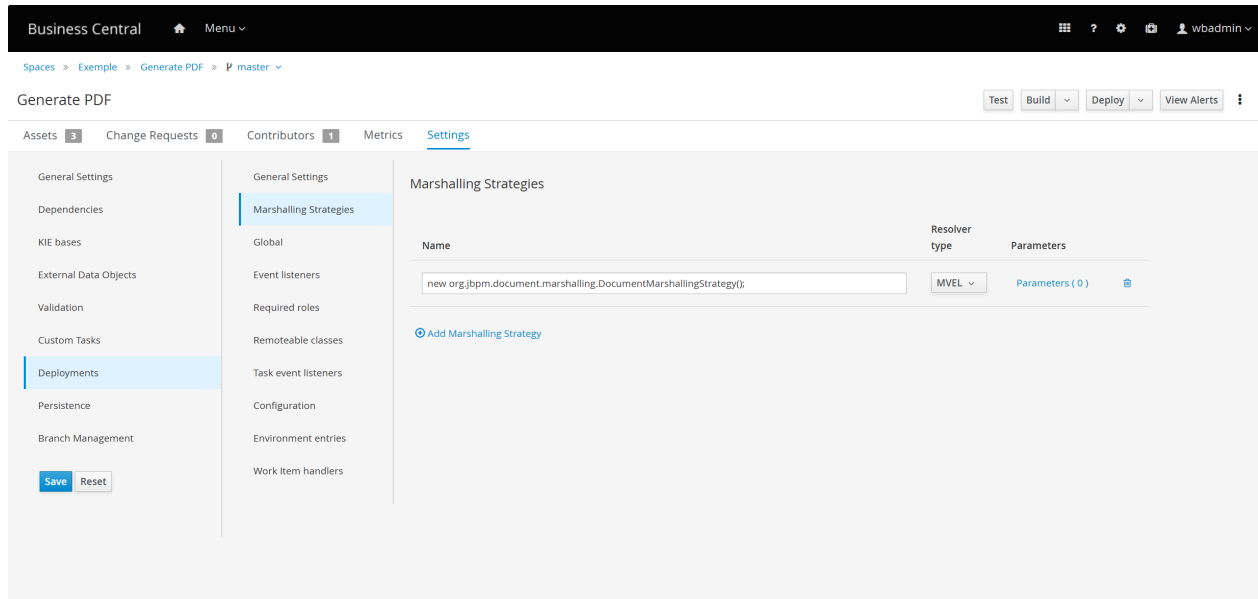 Business Central Menu ? wbadmin
Spaces » Exemple » Generate PDF » master
Generate PDF Test Build Deploy View Alerts
Assets 3 Change Requests 0 Contributors 1 Metrics Settings
General Settings
Dependencies
KIE bases
External Data Objects
Validation
Custom Tasks
Deployments
Persistence
Branch Management
Save Reset
General Settings
Marshalling Strategies
Global
Event listeners
Required roles
Remoteable classes
Task event listeners
Configuration
Environment entries
Work Item handlers
Marshalling Strategies
Name Resolver type Parameters
new org.jbpm.document.marshalling.DocumentMarshallingStrategy(); MVEL Parameters ( 0 )
Add Marshalling Strategy